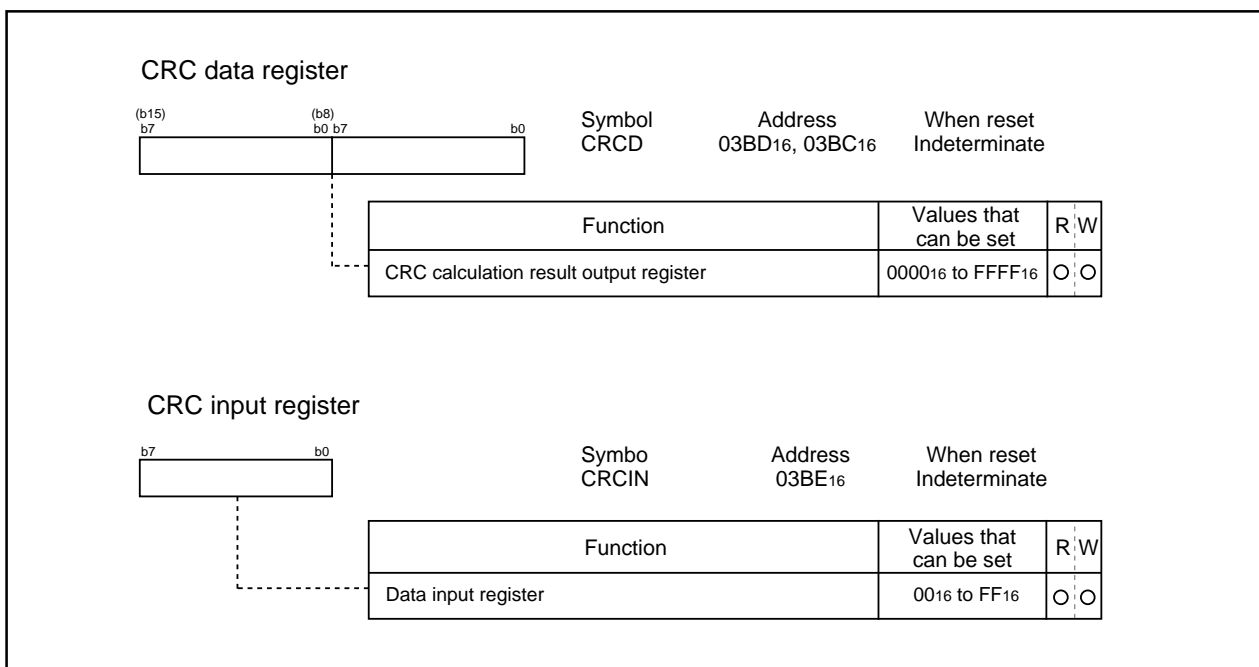 CRC data register
(b15) (b8)
b7 b0 b7 b0
Symbol Address When reset
CRCD 03BD16, 03BC16 Indeterminate
Function Values that can be set R W
CRC calculation result output register 000016 to FFFF16 O O
CRC input register
b7 b0
Symbo Address When reset
CRCIN 03BE16 Indeterminate
Function Values that can be set R W
Data input register 0016 to FF16 O O